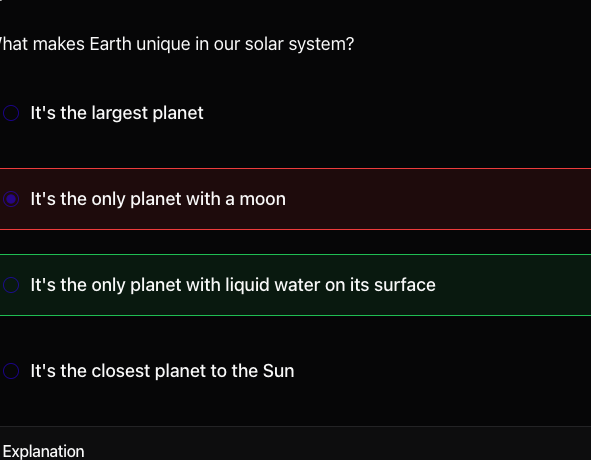 hat makes Earth unique in our solar system?
It's the largest planet
It's the only planet with a moon
It's the only planet with liquid water on its surface
It's the closest planet to the Sun
Explanation